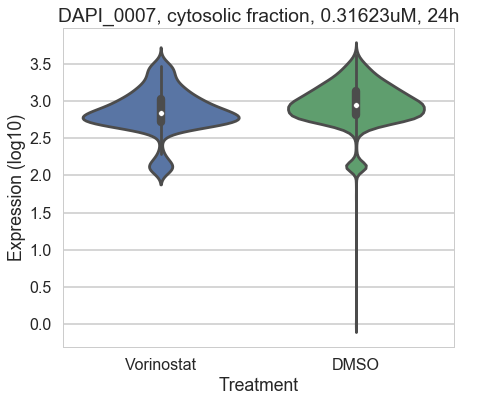 DAPI_0007, cytosolic fraction, 0.31623uM, 24h
Expression (log10)
3.5
3.0
2.5
2.0
1.5
1.0
0.5
0.0
Vorinostat
DMSO
Treatment